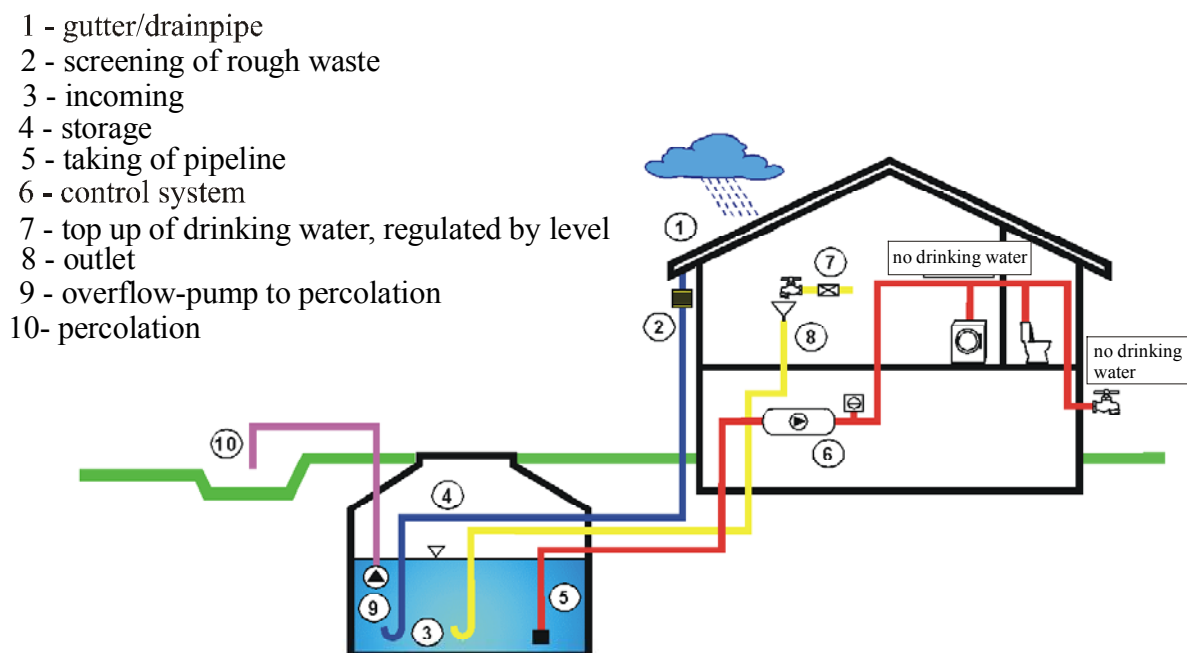 1 - gutter/drainpipe
2 - screening of rough waste
3 - incoming
4 - storage
5 - taking of pipeline
6 - control system
7 - top up of drinking water, regulated by level
8 - outlet
9 - overflow-pump to percolation
10- percolation
1
no drinking water
7
2
8
no drinking
water
10
6
4
5
9
3